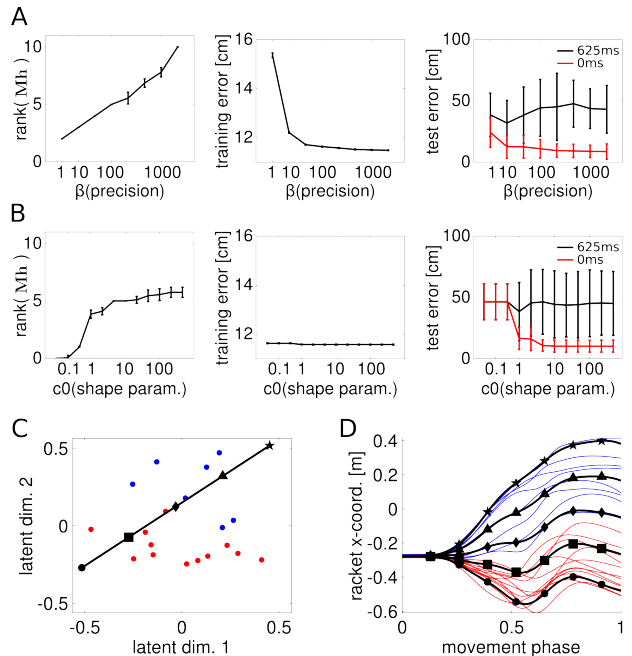 A
10
5
0
rank( Mh )
1 10 100 1000
β(precision)
16
14
12
training error [cm]
1 10 100 1000
β(precision)
100
50
0
test error [cm]
625ms
0ms
1 10 100 1000
β(precision)
B
10
5
0
rank( Mh )
0.1 1 10 100
c0(shape param.)
16
14
12
training error [cm]
0.1 1 10 100
c0(shape param.)
100
50
0
test error [cm]
625ms
0ms
0.1 1 10 100
c0(shape param.)
C
0.5
0
-0.5
latent dim. 2
-0.5 0 0.5
latent dim. 1
D
0.4
0.2
0
-0.2
-0.4
-0.6
racket x-coord. [m]
0 0.5 1
movement phase